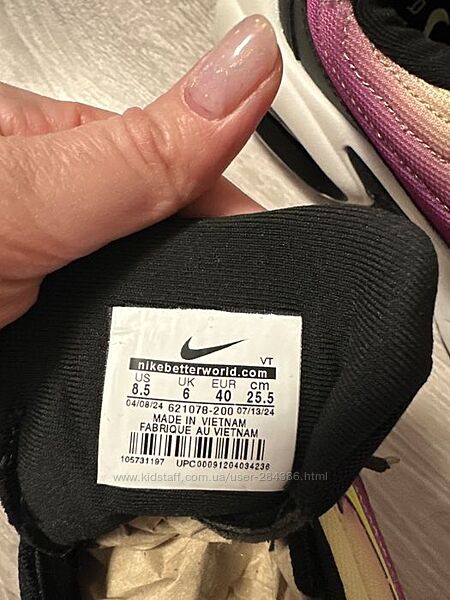 VT
nikebetterworld.com
US UK EUR cm
8.5 6 40 25.5
04/08/24 621078-200 07/13/24
MADE IN VIETNAM
FABRIQUE AU VIETNAM
105731197 UPC00091204034236
www.kidstaff.com.ua/user-284386.html